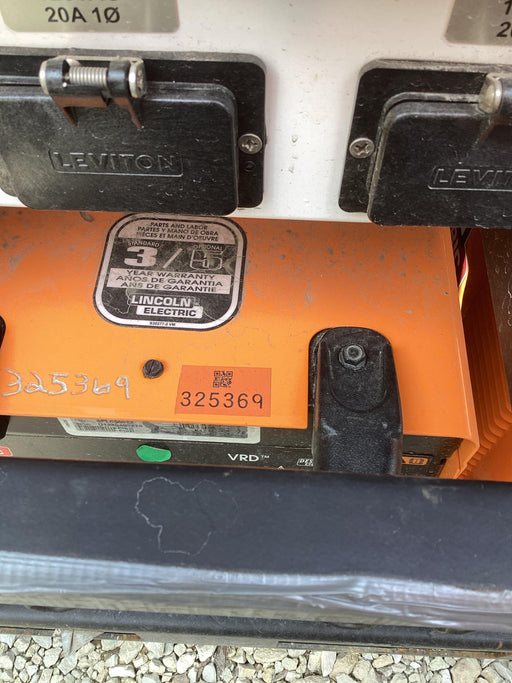 20A 1Ø
LEVITON
PARTS AND LABOR
PARTES Y MANO DE OBRA
PIÈCES ET MAIN D'OEUVRE
STANDARD
OPTIONAL
3 / 5
YEAR WARRANTY
AÑOS DE GARANTIA
ANS DE GARANTIE
LINCOLN
ELECTRIC
325369
325369
VRD™